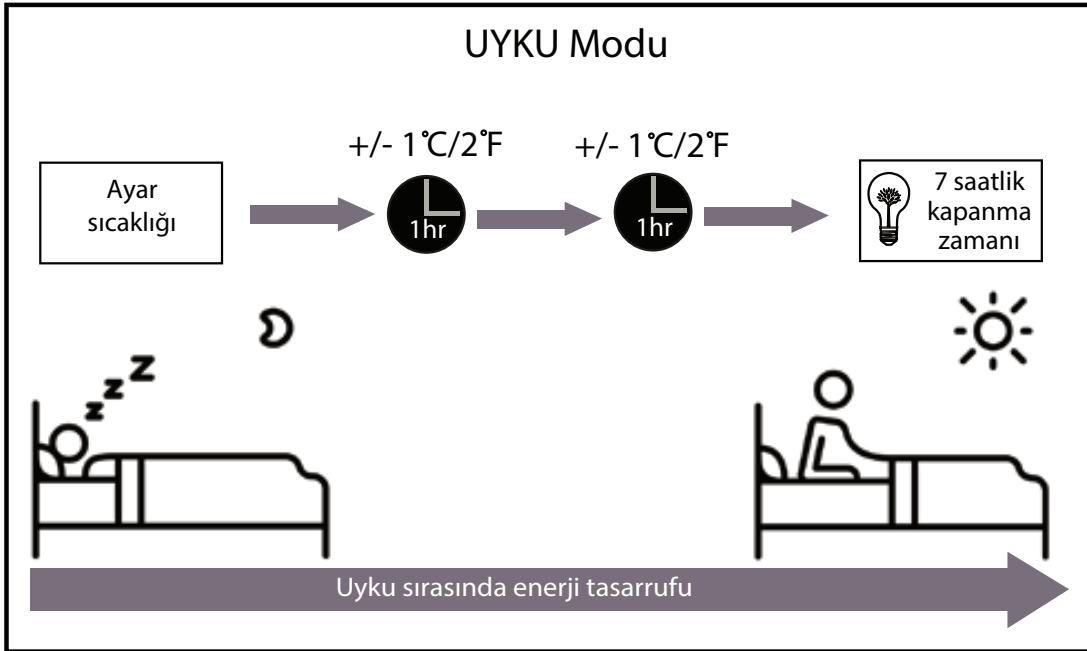 UYKU Modu
+/- 1°C/2°F
+/- 1°C/2°F
Ayar
sıcaklığı
1hr
1hr
7 saatlik
kapanma
zamanı
z z Z
Uyku sırasında enerji tasarrufu